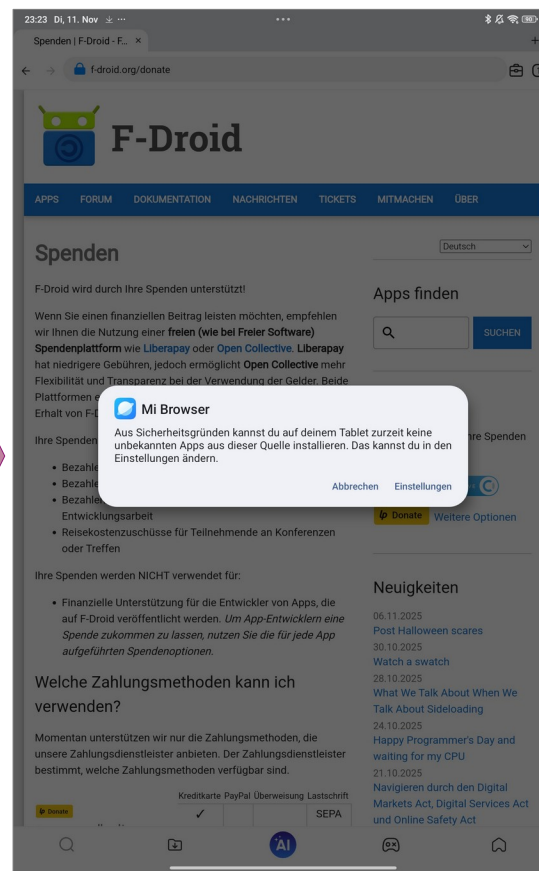 23:23 Di, 11. Nov
90
Spenden | F-Droid - F...
f-droid.org/donate
F-Droid
APPS FORUM DOKUMENTATION NACHRICHTEN TICKETS MITMACHEN ÜBER
Spenden
F-Droid wird durch Ihre Spenden unterstützt!
Wenn Sie einen finanziellen Beitrag leisten möchten, empfehlen
wir Ihnen die Nutzung einer freien (wie bei Freier Software)
Spendenplattform wie Liberapay oder Open Collective. Liberapay
hat niedrigere Gebühren, jedoch ermöglicht Open Collective mehr
Flexibilität und Transparenz bei der Verwendung der Gelder. Beide
Plattformen
Erhalt von F-D
Ihre Spenden
• Bezahle
• Bezahle
• Bezahle
Entwicklungsarbeit
• Reisekostenzuschüsse für Teilnehmende an Konferenzen
oder Treffen
Ihre Spenden werden NICHT verwendet für:
• Finanzielle Unterstützung für die Entwickler von Apps, die
auf F-Droid veröffentlicht werden. Um App-Entwicklern eine
Spende zukommen zu lassen, nutzen Sie die für jede App
aufgeführten Spendenoptionen.
Welche Zahlungsmethoden kann ich
verwenden?
Momentan unterstützen wir nur die Zahlungsmethoden, die
unsere Zahlungsdienstleister anbieten. Der Zahlungsdienstleister
bestimmt, welche Zahlungsmethoden verfügbar sind.
Kreditkarte PayPal Überweisung Lastschrift
Donate
✓ SEPA
Deutsch
Apps finden
SUCHEN
hre Spenden
Donate Weitere Optionen
Neuigkeiten
06.11.2025
Post Halloween scares
30.10.2025
Watch a swatch
28.10.2025
What We Talk About When We
Talk About Sideloading
24.10.2025
Happy Programmer's Day and
waiting for my CPU
21.10.2025
Navigieren durch den Digital
Markets Act, Digital Services Act
und Online Safety Act
Mi Browser
Aus Sicherheitsgründen kannst du auf deinem Tablet zurzeit keine
unbekannten Apps aus dieser Quelle installieren. Das kannst du in den
Einstellungen ändern.
Abbrechen Einstellungen
AI